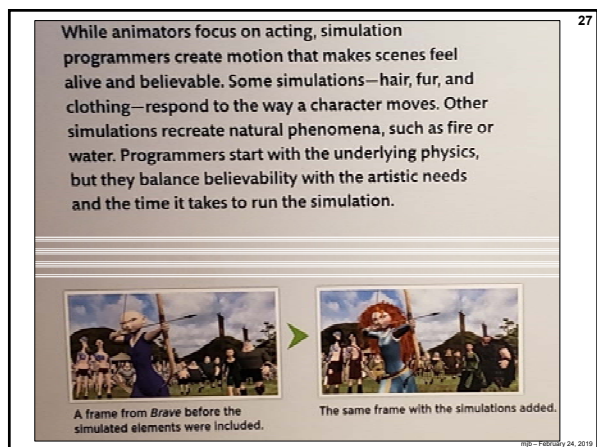 27
While animators focus on acting, simulation
programmers create motion that makes scenes feel
alive and believable. Some simulations—hair, fur, and
clothing—respond to the way a character moves. Other
simulations recreate natural phenomena, such as fire or
water. Programmers start with the underlying physics,
but they balance believability with the artistic needs
and the time it takes to run the simulation.
A frame from Brave before the
simulated elements were included.
The same frame with the simulations added.
mjb – February 24, 2019